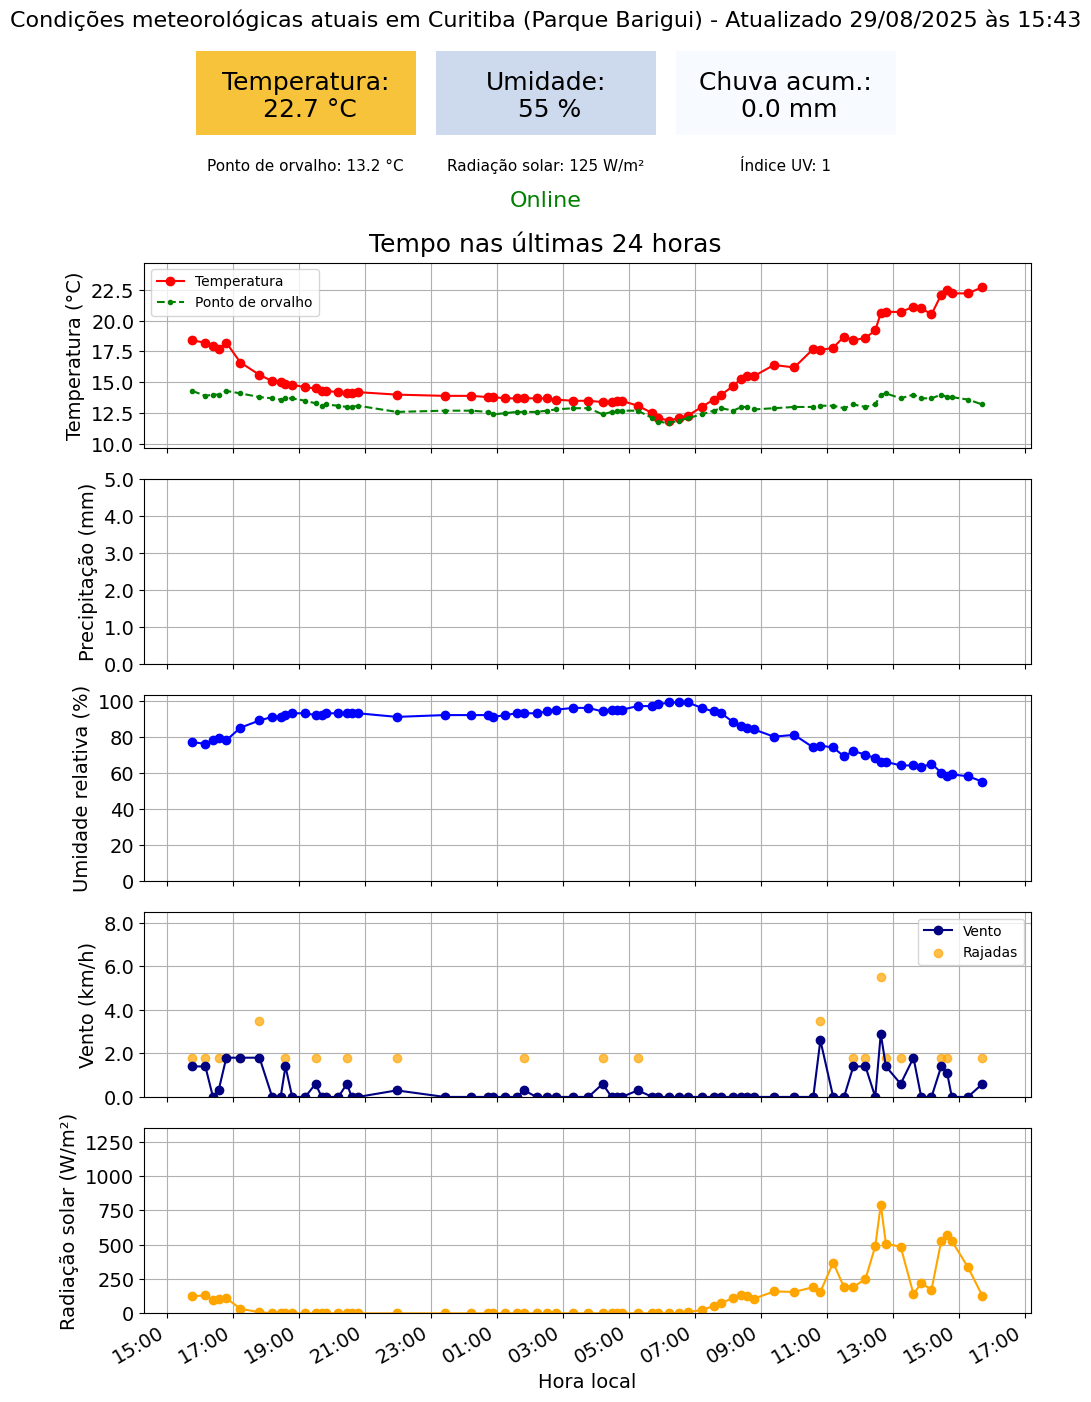 Condições meteorológicas atuais em Curitiba (Parque Barigui) - Atualizado 29/08/2025 às 15:43
Temperatura:
22.7 °C
Umidade:
55 %
Chuva acum.:
0.0 mm
Ponto de orvalho: 13.2 °C
Radiação solar: 125 W/m²
Índice UV: 1
Online
Tempo nas últimas 24 horas
Temperatura (°C)
22.5
20.0
17.5
15.0
12.5
10.0
Temperatura
Ponto de orvalho
Precipitação (mm)
5.0
4.0
3.0
2.0
1.0
0.0
Umidade relativa (%)
100
80
60
40
20
0
Vento (km/h)
8.0
6.0
4.0
2.0
0.0
Vento
Rajadas
Radiação solar (W/m²)
1250
1000
750
500
250
0
15:00
17:00
19:00
21:00
23:00
01:00
03:00
05:00
07:00
09:00
11:00
13:00
15:00
17:00
Hora local